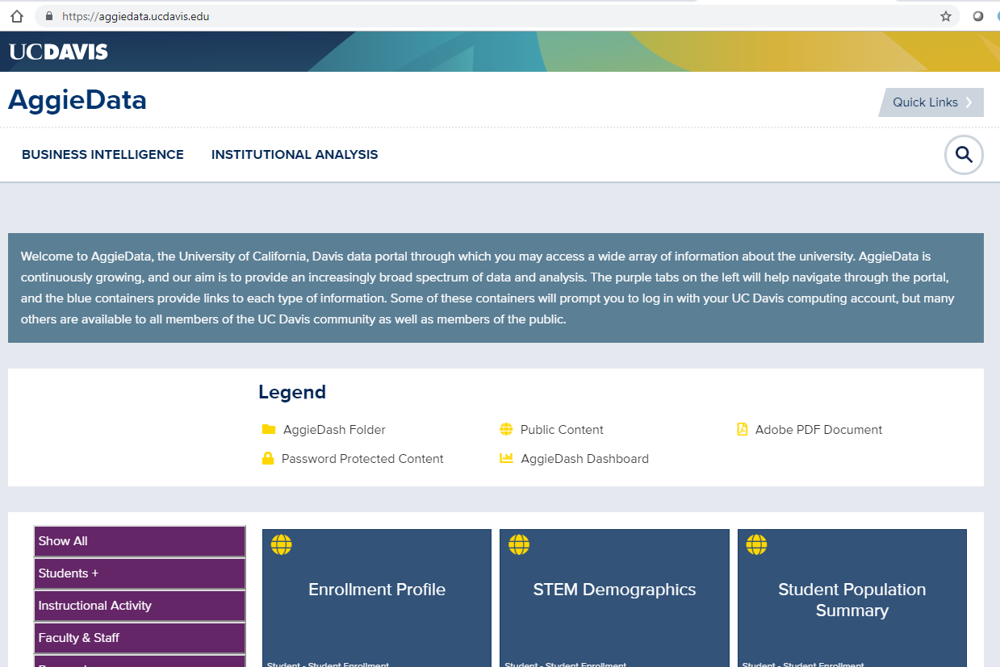 https://aggiedata.ucdavis.edu
UCDAVIS
AggieData
Quick Links
BUSINESS INTELLIGENCE INSTITUTIONAL ANALYSIS
Welcome to AggieData, the University of California, Davis data portal through which you may access a wide array of information about the university. AggieData is
continuously growing, and our aim is to provide an increasingly broad spectrum of data and analysis. The purple tabs on the left will help navigate through the portal,
and the blue containers provide links to each type of information. Some of these containers will prompt you to log in with your UC Davis computing account, but many
others are available to all members of the UC Davis community as well as members of the public.
Legend
AggieDash Folder
Public Content
Adobe PDF Document
Password Protected Content
AggieDash Dashboard
Show All
Students +
Instructional Activity
Faculty & Staff
Enrollment Profile
Student - Student Enrollment
STEM Demographics
Student - Student Enrollment
Student Population
Summary
Student - Student Enrollment